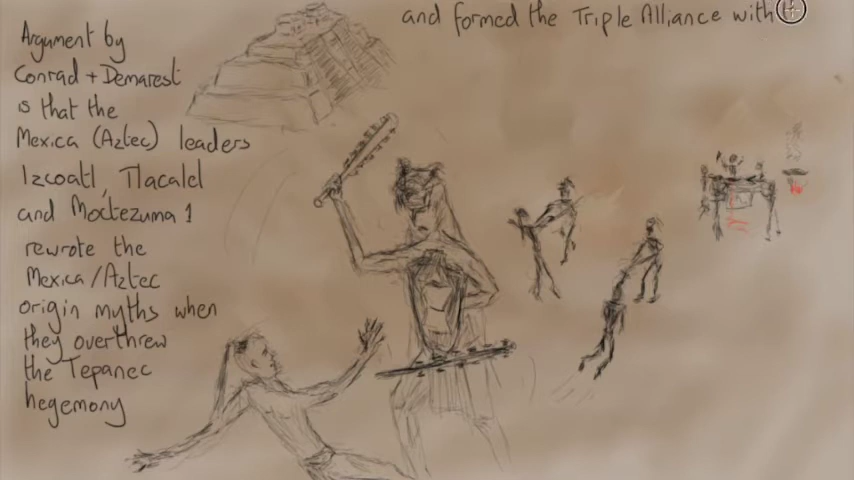 Argument by
Conrad + Demarest
is that the
Mexica (Aztec) leaders
Izcoatl, Tlacalel
and Moctezuma 1
rewrote the
Mexica/Aztec
origin myths when
they overthrew
the Tepanec
hegemony
and formed the Triple Alliance with